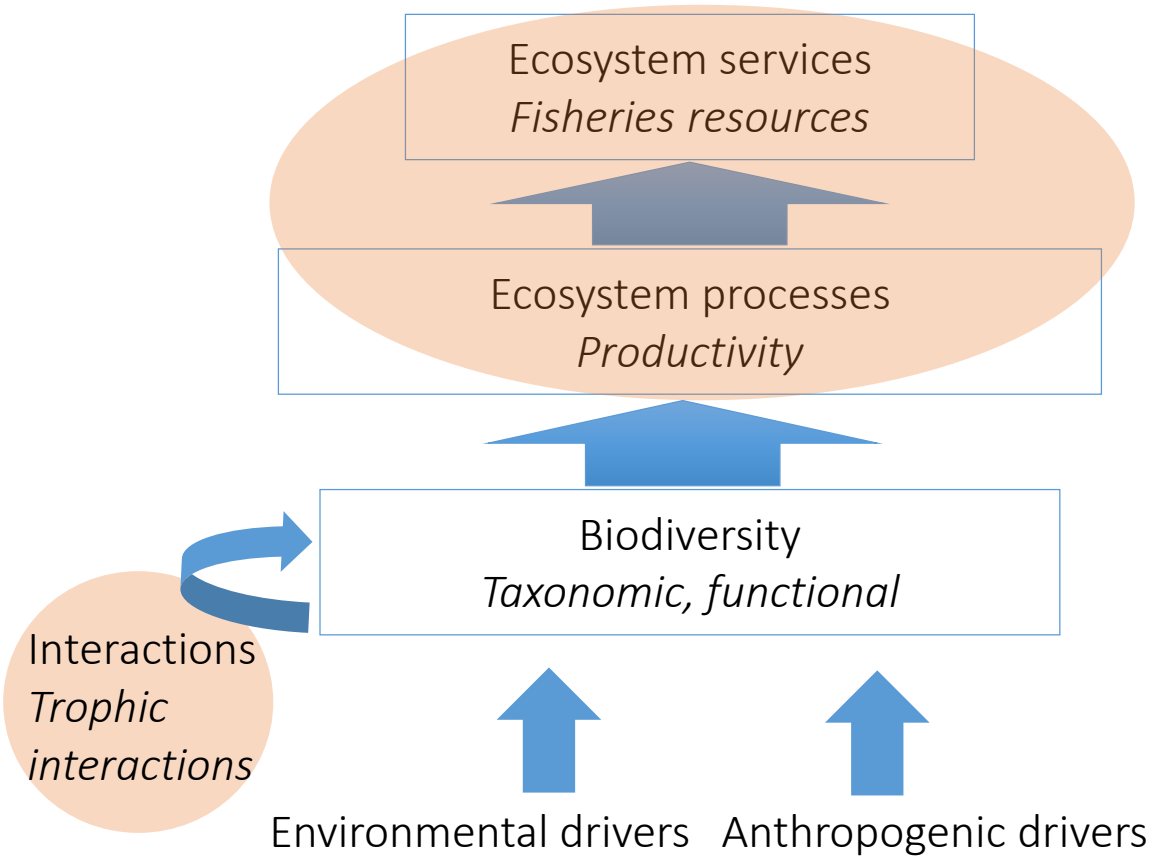 Ecosystem services
Fisheries resources
Ecosystem processes
Productivity
Biodiversity
Taxonomic, functional
Interactions
Trophic
interactions
Environmental drivers
Anthropogenic drivers